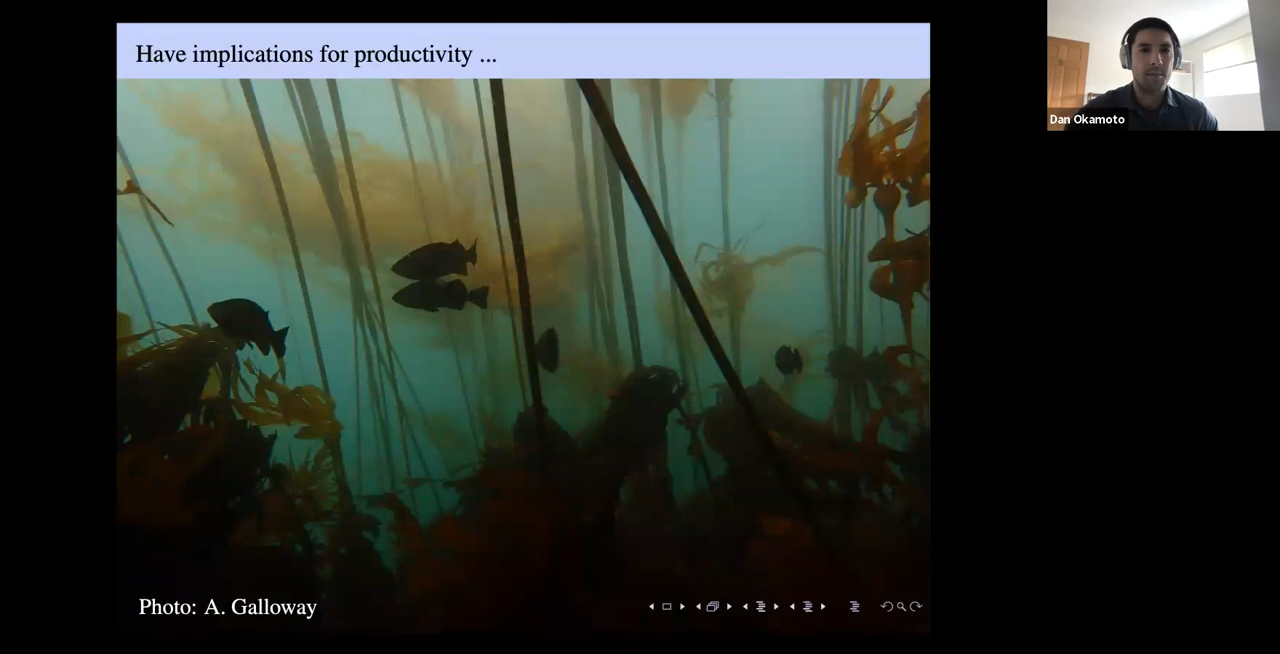 Have implications for productivity ...
Dan Okamoto
Photo: A. Galloway